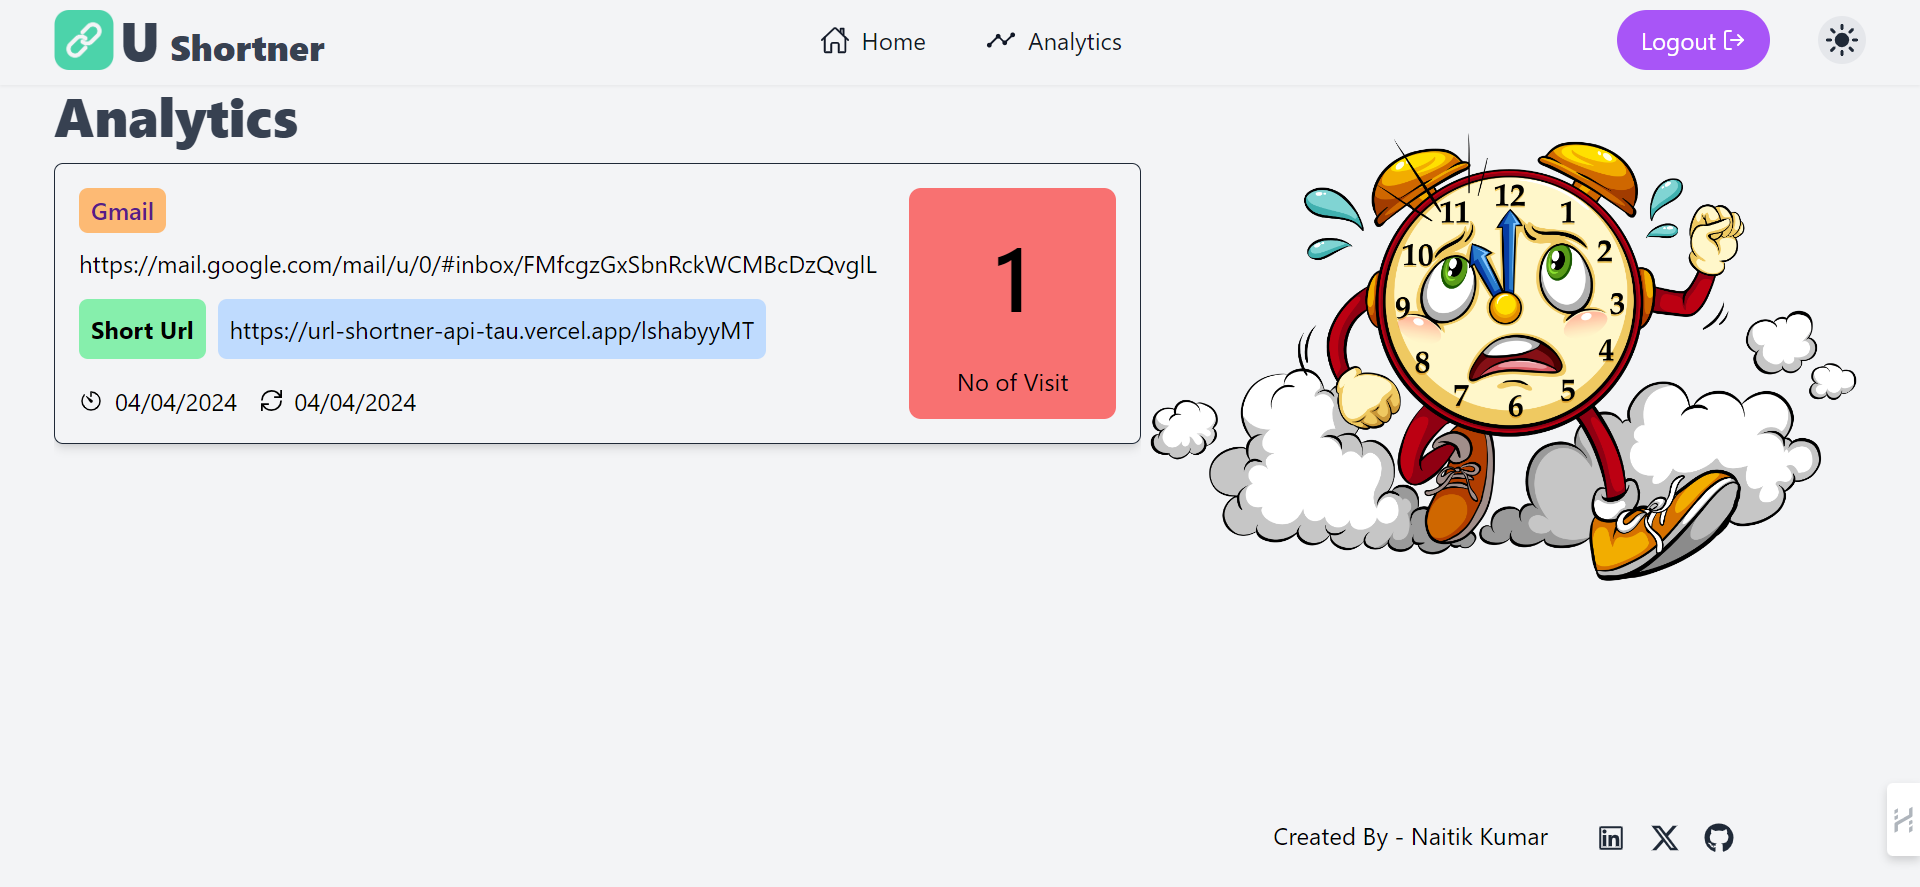 U Shortner
Home
Analytics
Logout
Analytics
Gmail
https://mail.google.com/mail/u/0/#inbox/FMfcgzGxSbnRckWCMBcDzQvglL
Short Url
https://url-shortner-api-tau.vercel.app/lshabyyMT
04/04/2024
04/04/2024
1
No of Visit
12
1
2
3
4
5
6
7
8
9
10
11
Created By - Naitik Kumar